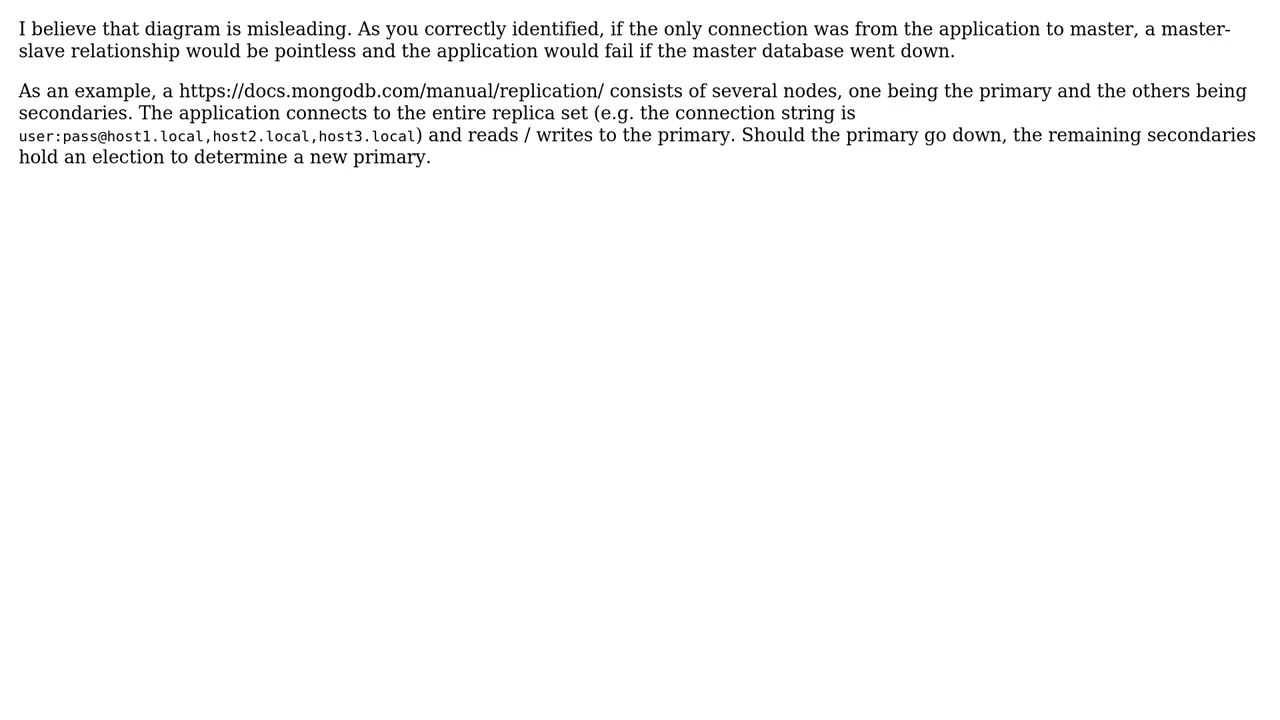 I believe that diagram is misleading. As you correctly identified, if the only connection was from the application to master, a master-
slave relationship would be pointless and the application would fail if the master database went down.
As an example, a https://docs.mongodb.com/manual/replication/ consists of several nodes, one being the primary and the others being
secondaries. The application connects to the entire replica set (e.g. the connection string is
user:pass@host1.local,host2.local,host3.local) and reads / writes to the primary. Should the primary go down, the remaining secondaries
hold an election to determine a new primary.